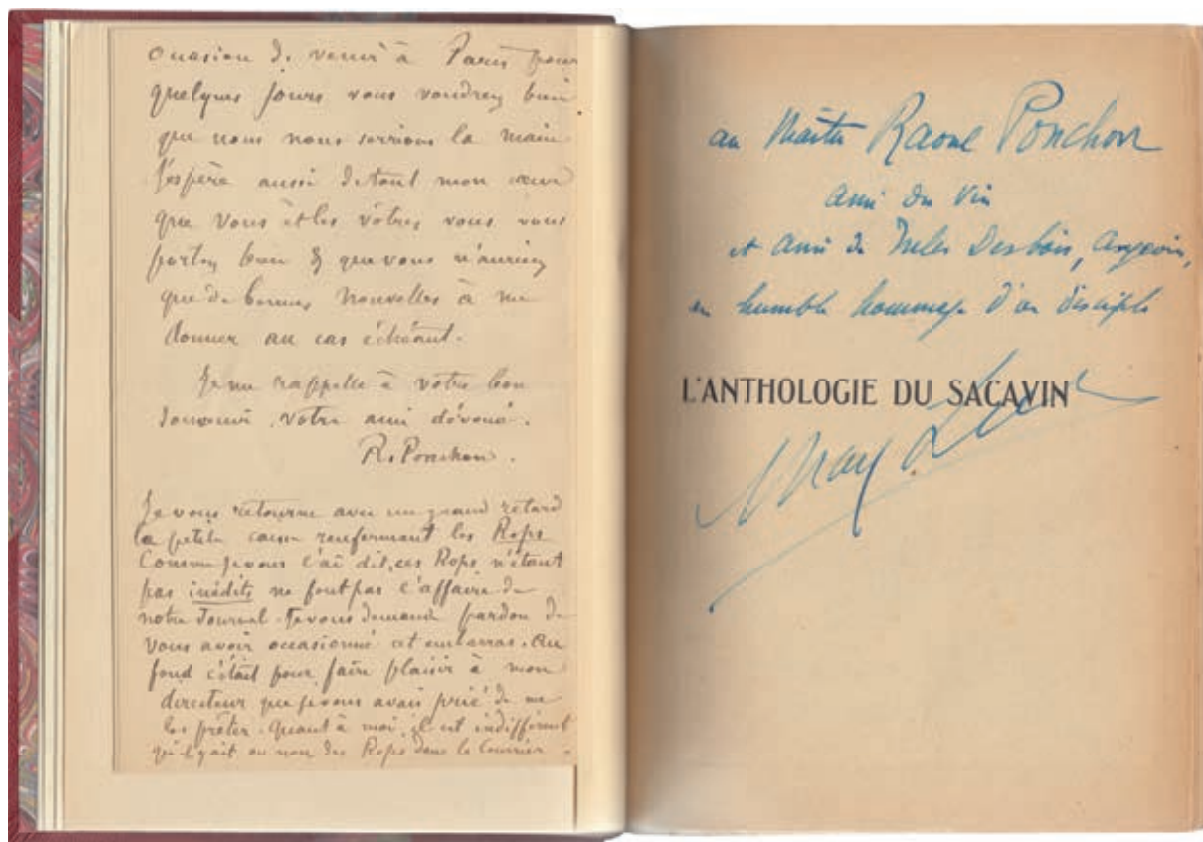 occasion de venir à Paris pour
quelques jours vous voudrez bien
que nous nous serrions la main
J'espère aussi de tout mon cœur
que Vous et les vôtres vous vous
portez bien & que vous n'auriez
que de bonnes nouvelles à me
donner au cas échéant.
Je me rappelle à votre bon
souvenir votre ami dévoué.
R. Ponchon.
Je vous retourne avec un grand retard
la petite caisse renfermant les Rops
Comme je vous l'ai dit, ces Rops n'étant
pas inédits ne font pas l'affaire de
notre Journal. Je vous demande pardon de
vous avoir occasionné cet embarras. Au
fond c'était pour faire plaisir à mon
directeur que je vous avais prié de me
les prêter. Quant à moi, il est indifférent
qu'il y ait ou non des Rops dans le Courrier.
au Maître Raoul Ponchon
ami du Vin
et ami de Jules Desbois, Angevin,
en humble hommage d'un disciple
L'ANTHOLOGIE DU SACAVIN